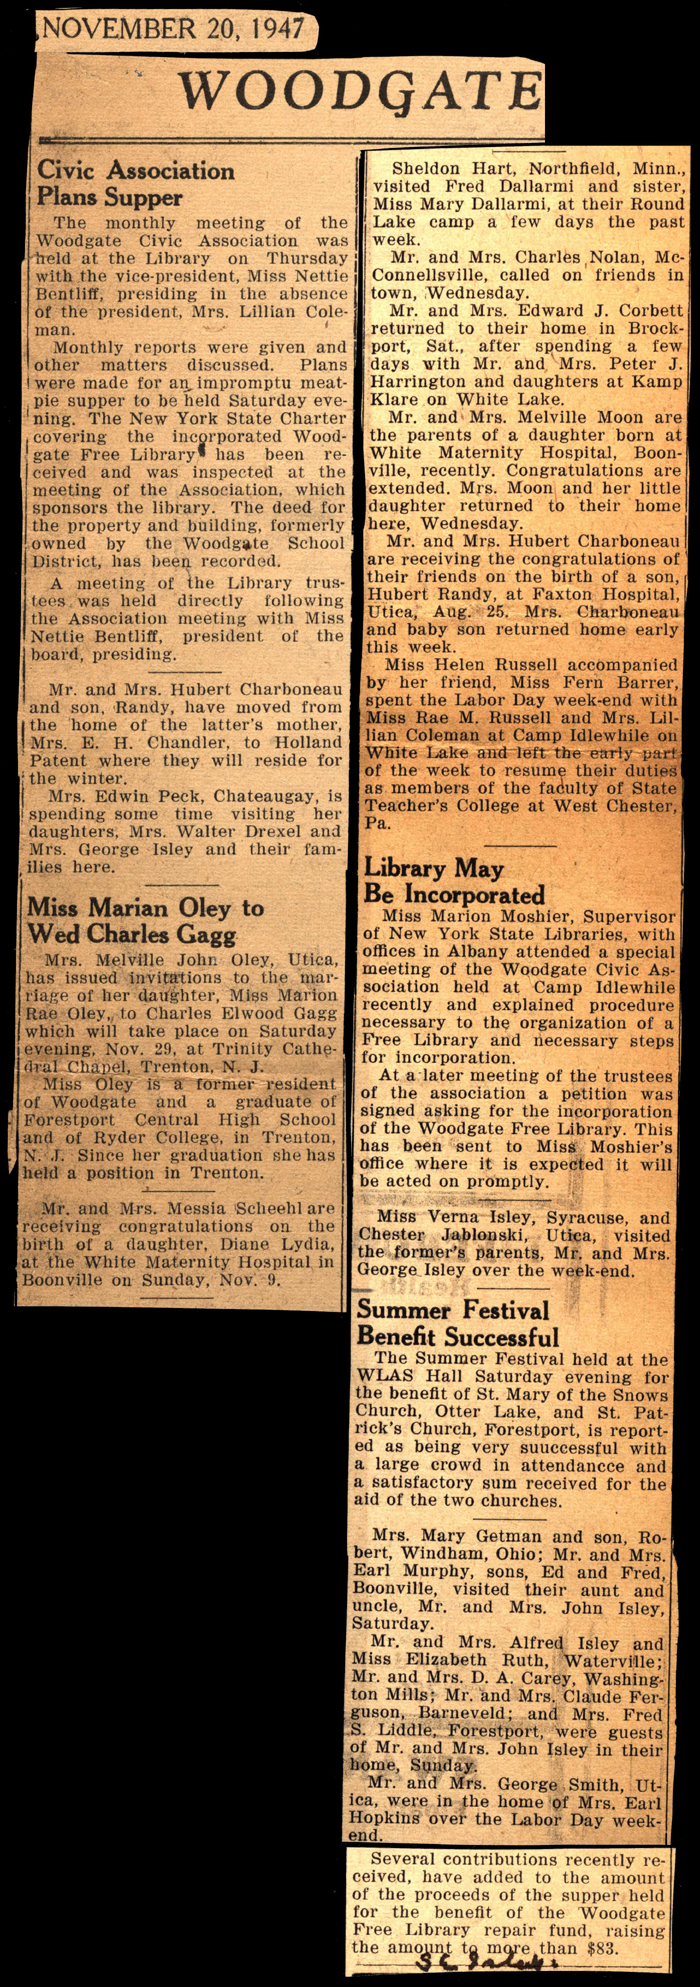 NOVEMBER 20, 1947
WOODGATE
Civic Association
Plans Supper
The monthly meeting of the
Woodgate Civic Association was
held at the Library on Thursday
with the vice-president, Miss Nettie
Bentliff, presiding in the absence
of the president, Mrs. Lillian Cole-
man.
Monthly reports were given and
other matters discussed. Plans
were made for an impromptu meat-
pie supper to be held Saturday eve-
ning. The New York State Charter
covering the incorporated Wood-
gate Free Library has been re-
ceived and was inspected at the
meeting of the Association, which
sponsors the library. The deed for
the property and building, formerly
owned by the Woodgate School
District, has been recorded.
A meeting of the Library trus-
tees was held directly following
the Association meeting with Miss
Nettie Bentliff, president of the
board, presiding.
Mr. and Mrs. Hubert Charboneau
and son, Randy, have moved from
the home of the latter's mother,
Mrs. E. H. Chandler, to Holland
Patent where they will reside for
the winter.
Mrs. Edwin Peck, Chateaugay, is
spending some time visiting her
daughters, Mrs. Walter Drexel and
Mrs. George Isley and their fam-
ilies here.
Miss Marian Oley to
Wed Charles Gagg
Mrs. Melville John Oley, Utica,
has issued invitations to the mar-
riage of her daughter, Miss Marion
Rae Oley, to Charles Elwood Gagg
which will take place on Saturday
evening, Nov. 29, at Trinity Cathe-
dral Chapel, Trenton, N. J.
Miss Oley is a former resident
of Woodgate and a graduate of
Forestport Central High School
and of Ryder College, in Trenton,
N. J. Since her graduation she has
held a position in Trenton.
Mr. and Mrs. Messia Scheehl are
receiving congratulations on the
birth of a daughter, Diane Lydia,
at the White Maternity Hospital in
Boonville on Sunday, Nov. 9.
Sheldon Hart, Northfield, Minn.,
visited Fred Dallarmi and sister,
Miss Mary Dallarmi, at their Round
Lake camp a few days the past
week.
Mr. and Mrs. Charles Nolan, Mc-
Connellsville, called on friends in
town, Wednesday.
Mr. and Mrs. Edward J. Corbett
returned to their home in Brock-
port, Sat., after spending a few
days with Mr. and Mrs. Peter J.
Harrington and daughters at Kamp
Klare on White Lake.
Mr. and Mrs. Melville Moon are
the parents of a daughter born at
White Maternity Hospital, Boon-
ville, recently. Congratulations are
extended. Mrs. Moon and her little
daughter returned to their home
here, Wednesday.
Mr. and Mrs. Hubert Charboneau
are receiving the congratulations of
their friends on the birth of a son,
Hubert Randy, at Faxton Hospital,
Utica, Aug. 25. Mrs. Charboneau
and baby son returned home early
this week.
Miss Helen Russell accompanied
by her friend, Miss Fern Barrer,
spent the Labor Day week-end with
Miss Rae M. Russell and Mrs. Lil-
lian Coleman at Camp Idlewhile on
White Lake and left the early part
of the week to resume their duties
as members of the faculty of State
Teacher's College at West Chester,
Pa.
Library May
Be Incorporated
Miss Marion Moshier, Supervisor
of New York State Libraries, with
offices in Albany attended a special
meeting of the Woodgate Civic As-
sociation held at Camp Idlewhile
recently and explained procedure
necessary to the organization of a
Free Library and necessary steps
for incorporation.
At a later meeting of the trustees
of the association a petition was
signed asking for the incorporation
of the Woodgate Free Library. This
has been sent to Miss Moshier's
office where it is expected it will
be acted on promptly.
Miss Verna Isley, Syracuse, and
Chester Jablonski, Utica, visited
the former's parents, Mr. and Mrs.
George Isley over the week-end.
Summer Festival
Benefit Successful
The Summer Festival held at the
WLAS Hall Saturday evening for
the benefit of St. Mary of the Snows
Church, Otter Lake, and St. Pat-
rick's Church, Forestport, is report-
ed as being very suuccessful with
a large crowd in attendancce and
a satisfactory sum received for the
aid of the two churches.
Mrs. Mary Getman and son, Ro-
bert, Windham, Ohio; Mr. and Mrs.
Earl Murphy, sons, Ed and Fred,
Boonville, visited their aunt and
uncle, Mr. and Mrs. John Isley,
Saturday.
Mr. and Mrs. Alfred Isley and
Miss Elizabeth Ruth, Waterville;
Mr. and Mrs. D. A. Carey, Washing-
ton Mills; Mr. and Mrs. Claude Fer-
guson, Barneveld; and Mrs. Fred
S. Liddle, Forestport, were guests
of Mr. and Mrs. John Isley in their
home, Sunday.
Mr. and Mrs. George Smith, Ut-
ica, were in the home of Mrs. Earl
Hopkins over the Labor Day week-
end.
Several contributions recently re-
ceived, have added to the amount
of the proceeds of the supper held
for the benefit of the Woodgate
Free Library repair fund, raising
the amount to more than $83.